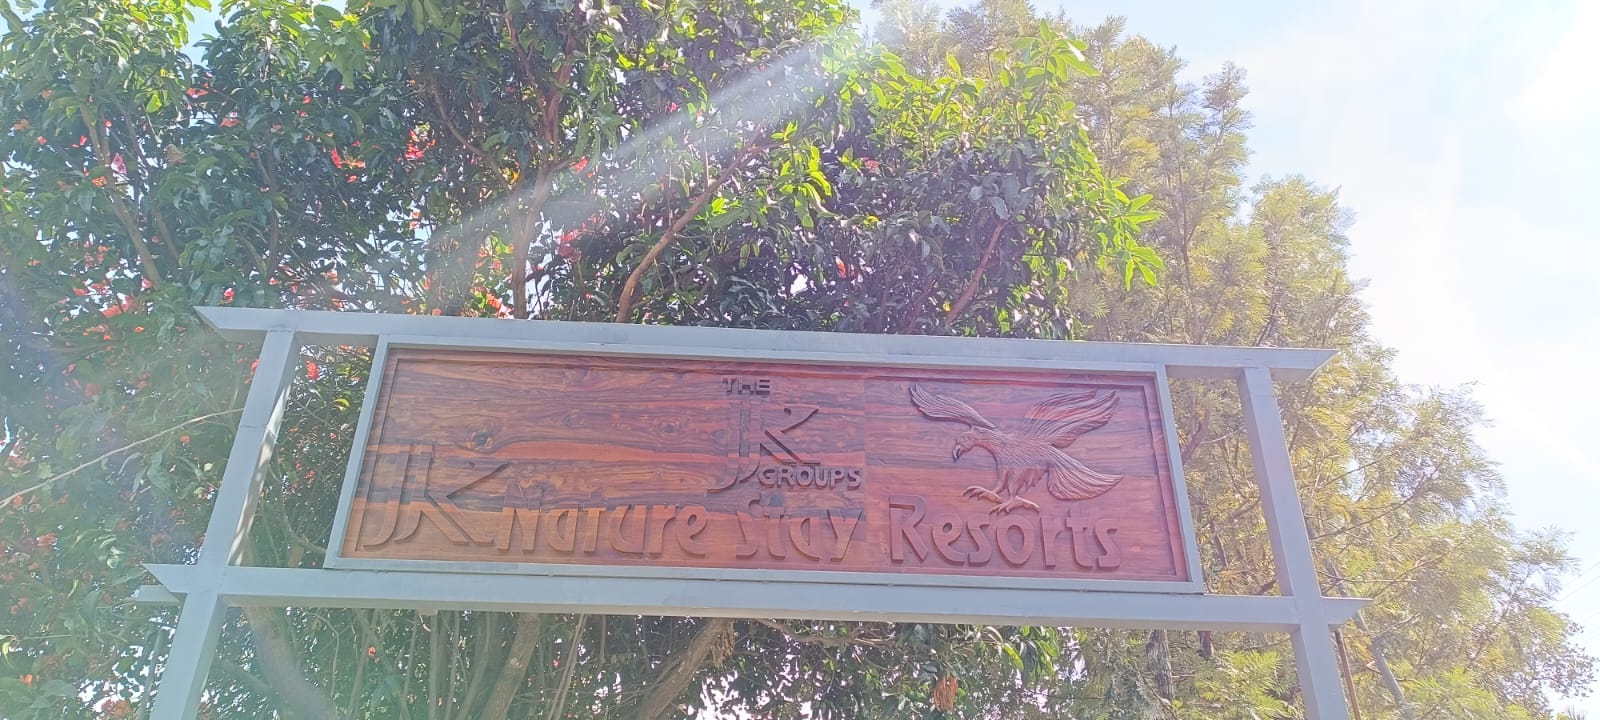 THE
JK
GROUPS
JK Nature Stay Resorts